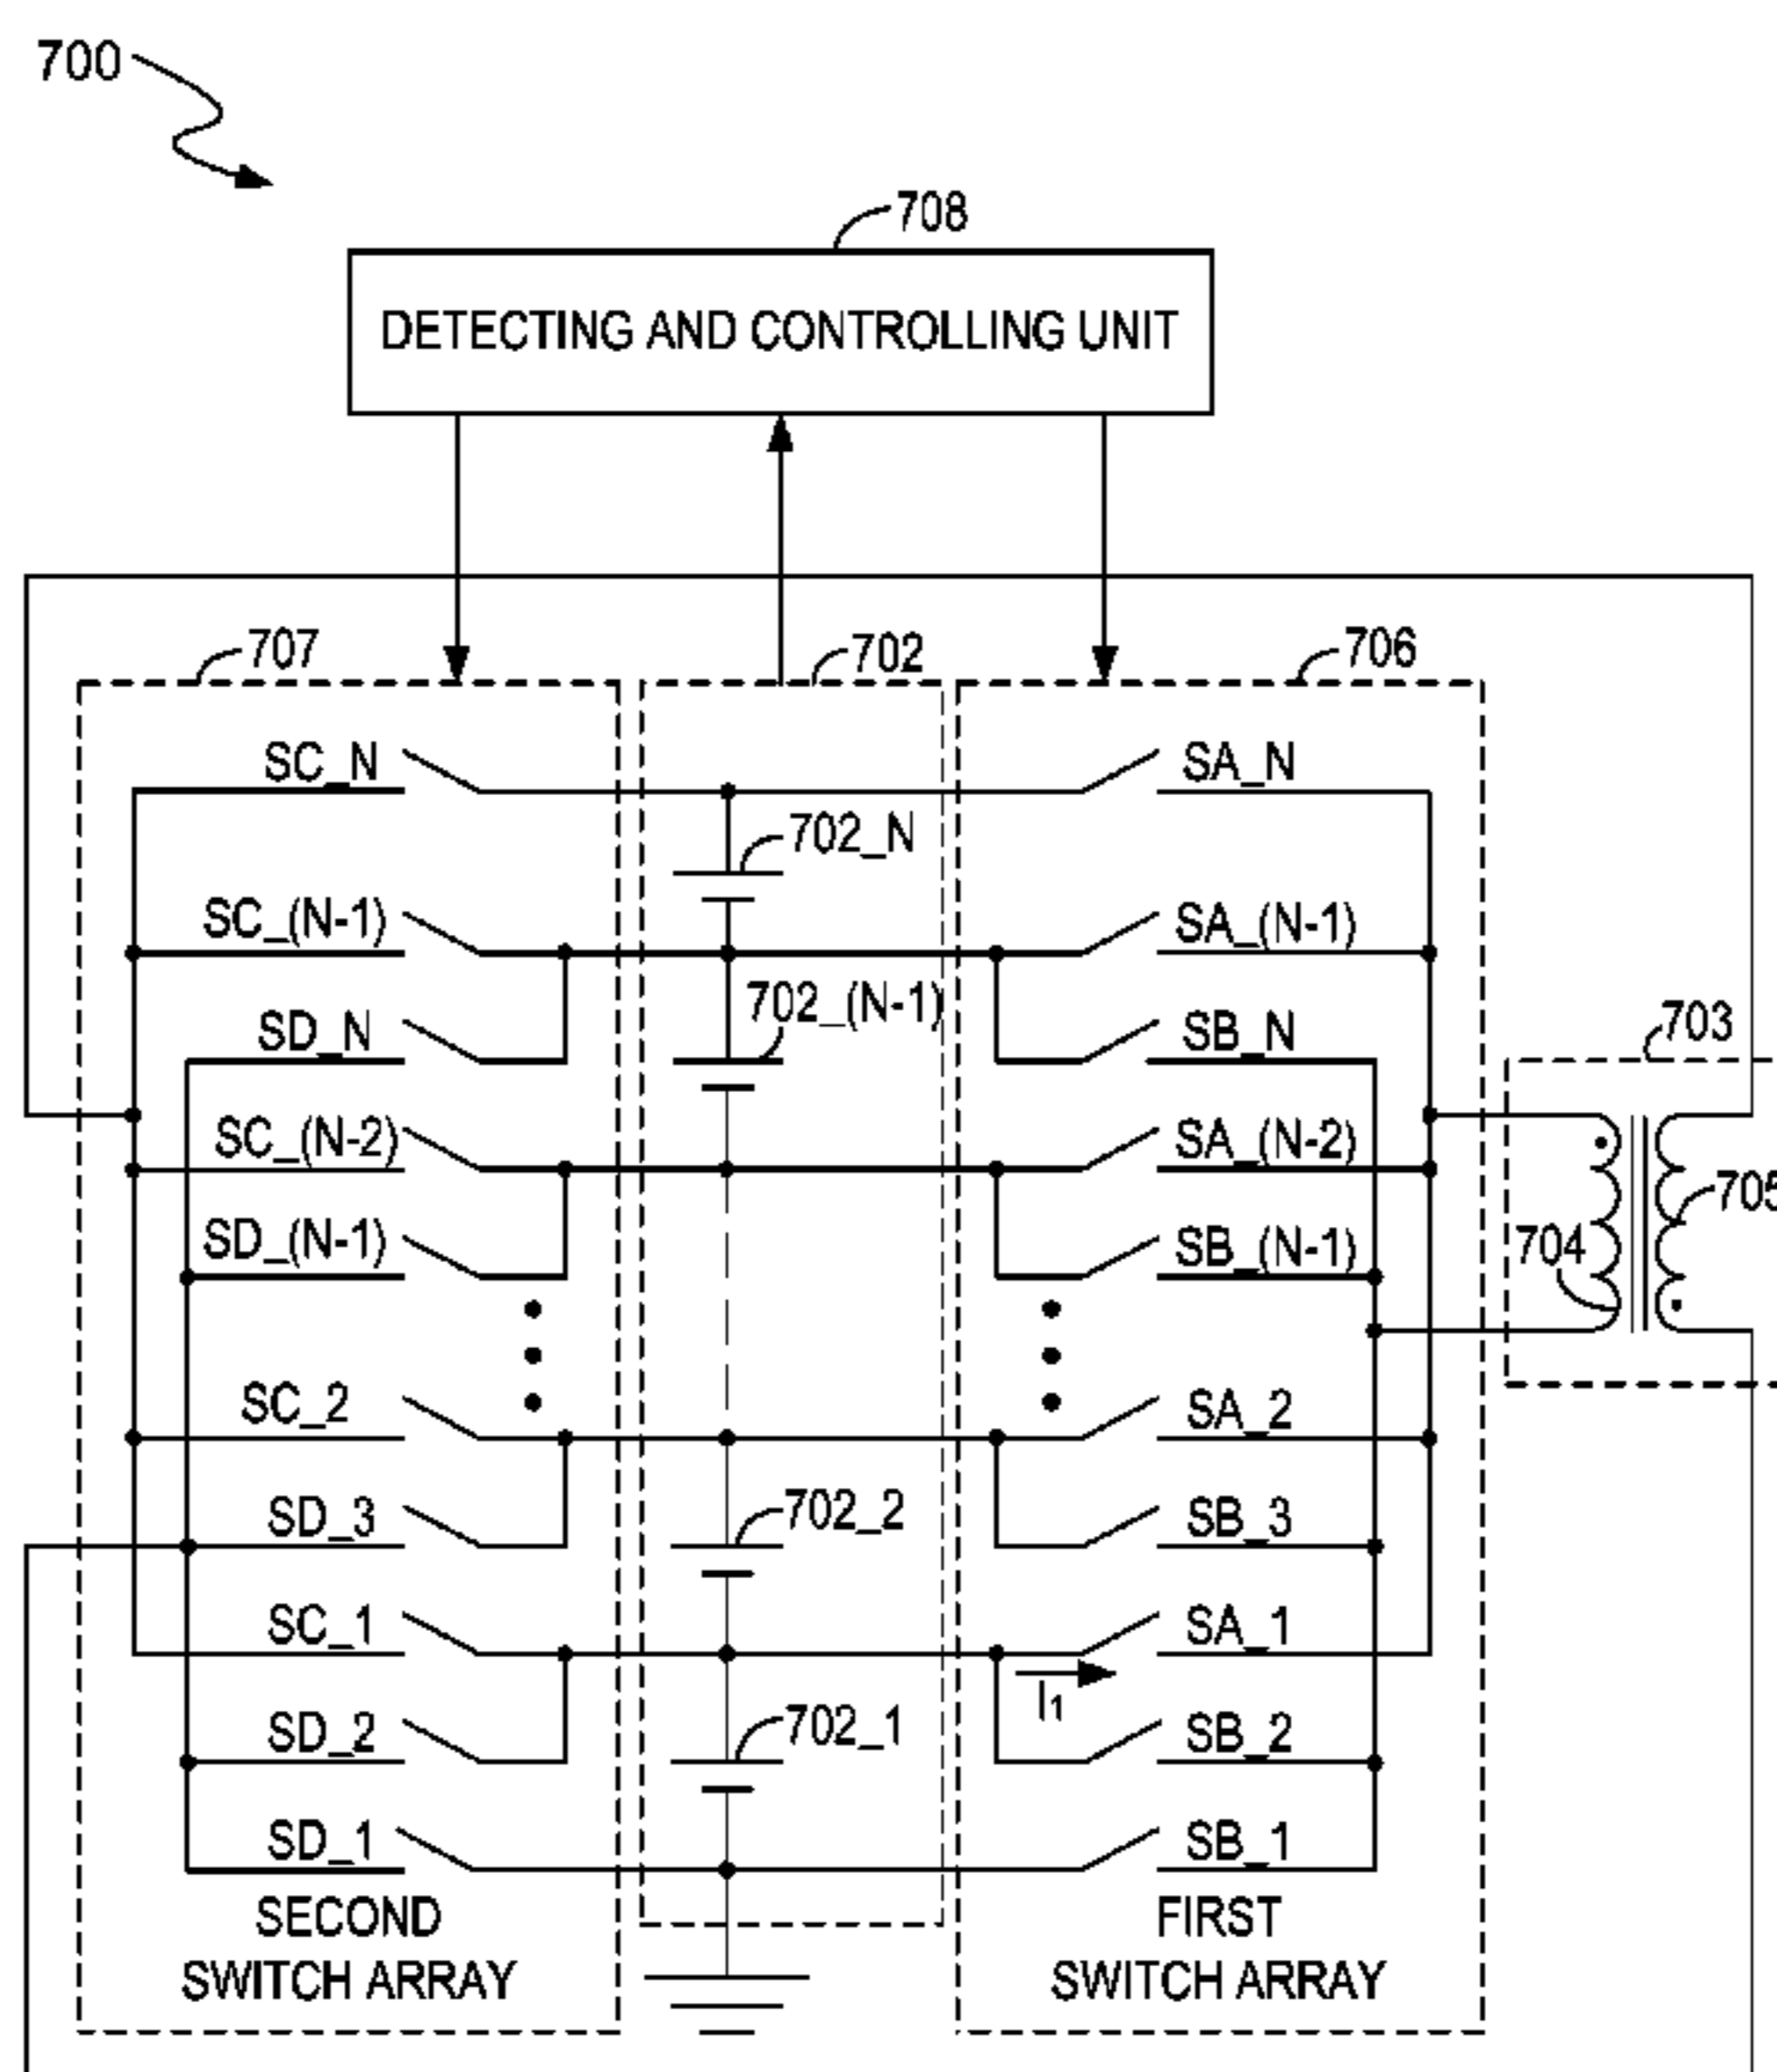 700
708
DETECTING AND CONTROLLING UNIT
707
702
706
SC_N
SA_N
702_N
SC_(N-1)
SA_(N-1)
702_(N-1)
SD_N
SB_N
703
SC_(N-2)
SA_(N-2)
705
SD_(N-1)
SB_(N-1)
704
SC_2
SA_2
SD_3
702_2
SB_3
SC_1
SA_1
I1
SD_2
702_1
SB_2
SD_1
SB_1
SECOND
SWITCH ARRAY
FIRST
SWITCH ARRAY